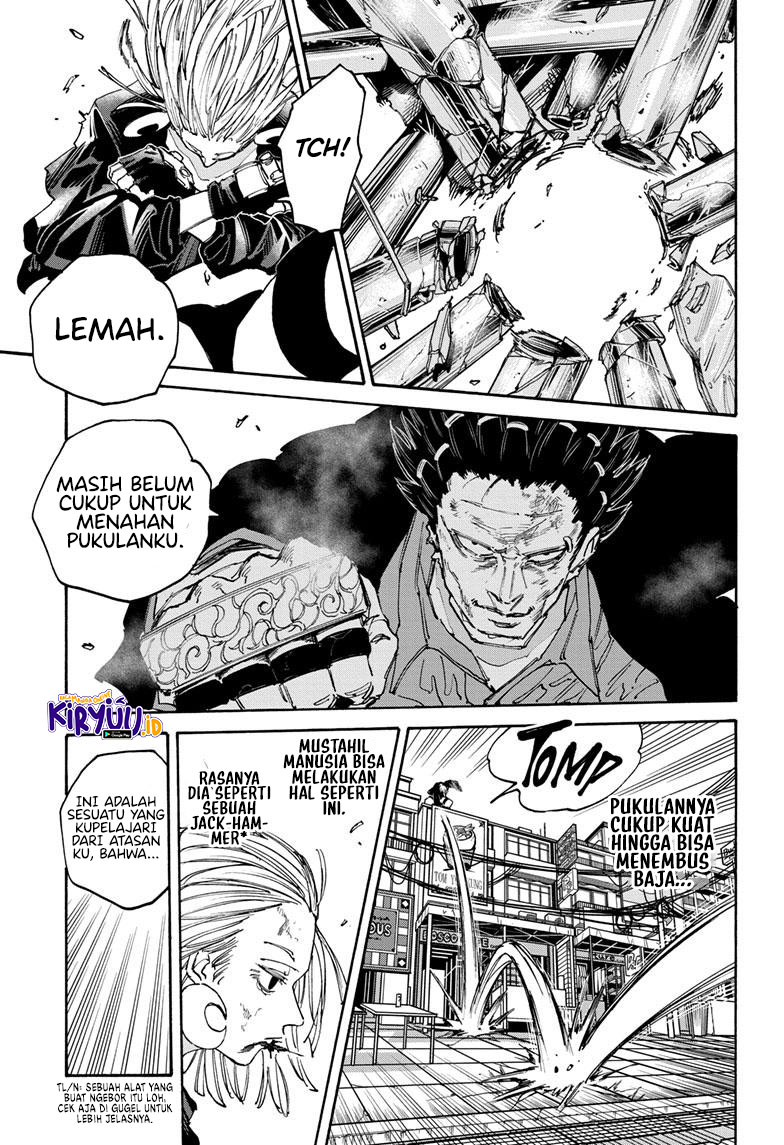 TCH!
LEMAH.
MASIH BELUM
CUKUP UNTUK
MENAHAN
PUKULANKU.
KIRYUU.ID
TOMP
PUKULANNYA
CUKUP KUAT
HINGGA BISA
MENEMBUS
BAJA...
MUSTAHIL
MANUSIA BISA
MELAKUKAN
HAL SEPERTI
INI.
RASANYA
DIA SEPERTI
SEBUAH
JACK-HAM-
MER*
INI ADALAH
SESUATU YANG
KUPELAJARI
DARI ATASAN
KU, BAHWA...
TL/N: SEBUAH ALAT YANG
BUAT NGEBOR ITU LOH,
CEK AJA DI GUGEL UNTUK
LEBIH JELASNYA.